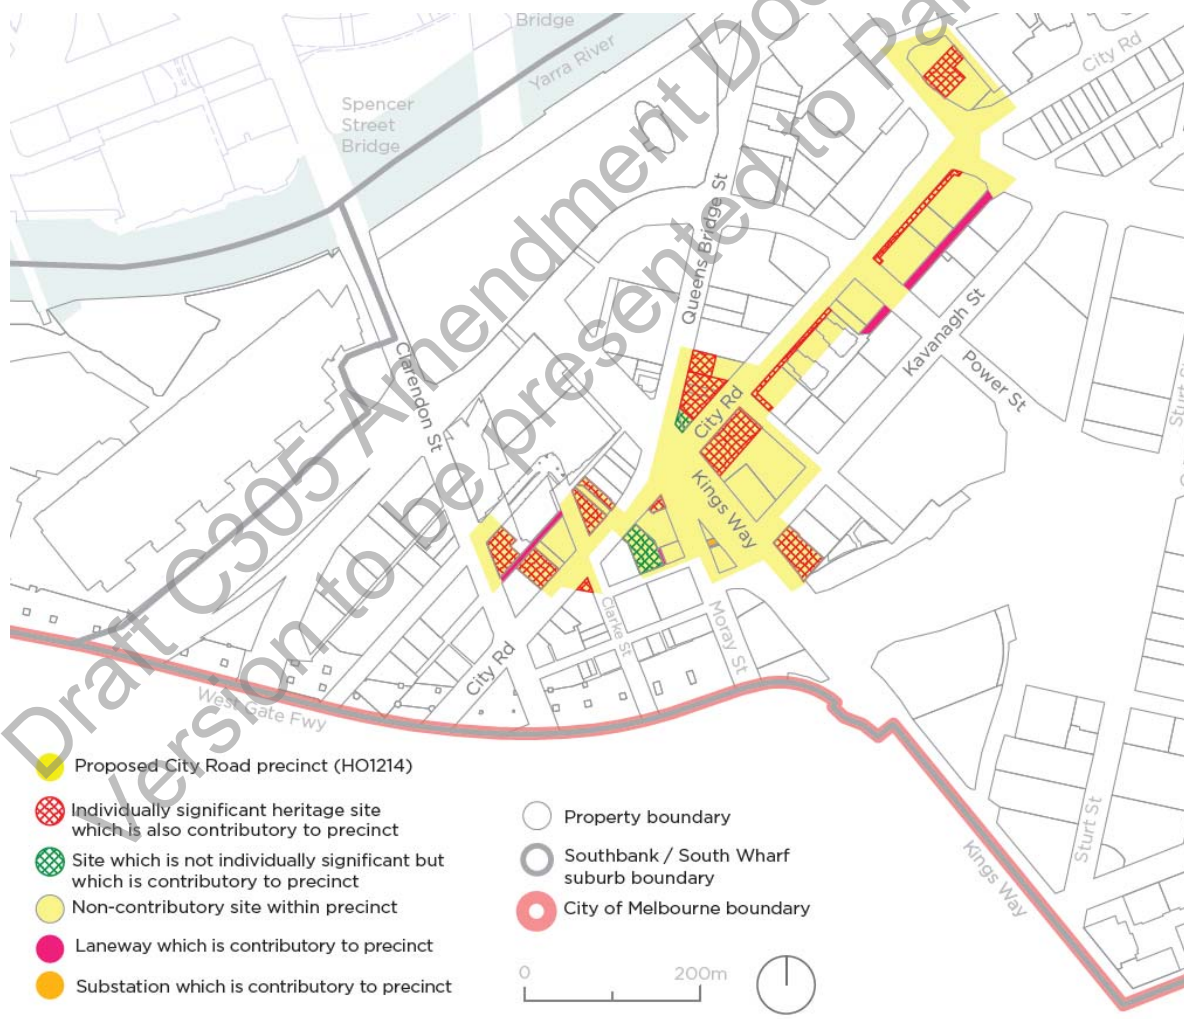 Bridge
Yarra River
City Rd
Spencer
Street
Bridge
Queens Bridge St
Clarendon St
Kavanagh St
Power St
City Rd
Kings Way
Clarke St
Moray St
City Rd
West Gate Fwy
Kings Way
Sturt St
Draft C305 Amendment
Version to be presented to
Proposed City Road precinct (HO1214)
Individually significant heritage site
which is also contributory to precinct
Site which is not individually significant but
which is contributory to precinct
Non-contributory site within precinct
Laneway which is contributory to precinct
Substation which is contributory to precinct
Property boundary
Southbank / South Wharf
suburb boundary
City of Melbourne boundary
0 200m